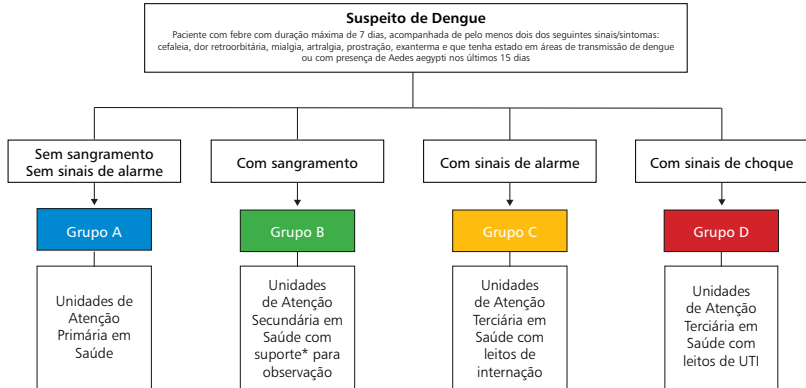 Suspeito de Dengue
Paciente com febre com duração máxima de 7 dias, acompanhada de pelo menos dois dos seguintes sinais/sintomas:
cefaleia, dor retroorbitária, mialgia, artralgia, prostração, exanterma e que tenha estado em áreas de transmissão de dengue
ou com presença de Aedes aegypti nos últimos 15 dias
Sem sangramento
Sem sinais de alarme
Com sangramento
Com sinais de alarme
Com sinais de choque
Grupo A
Grupo B
Grupo C
Grupo D
Unidades de
Atenção
Primária em
Saúde
Unidades
de Atenção
Secundária em
Saúde com
suporte* para
observação
Unidades
de Atenção
Terciária em
Saúde com
leitos de
internação
Unidades
de Atenção
Terciária em
Saúde com
leitos de UTI